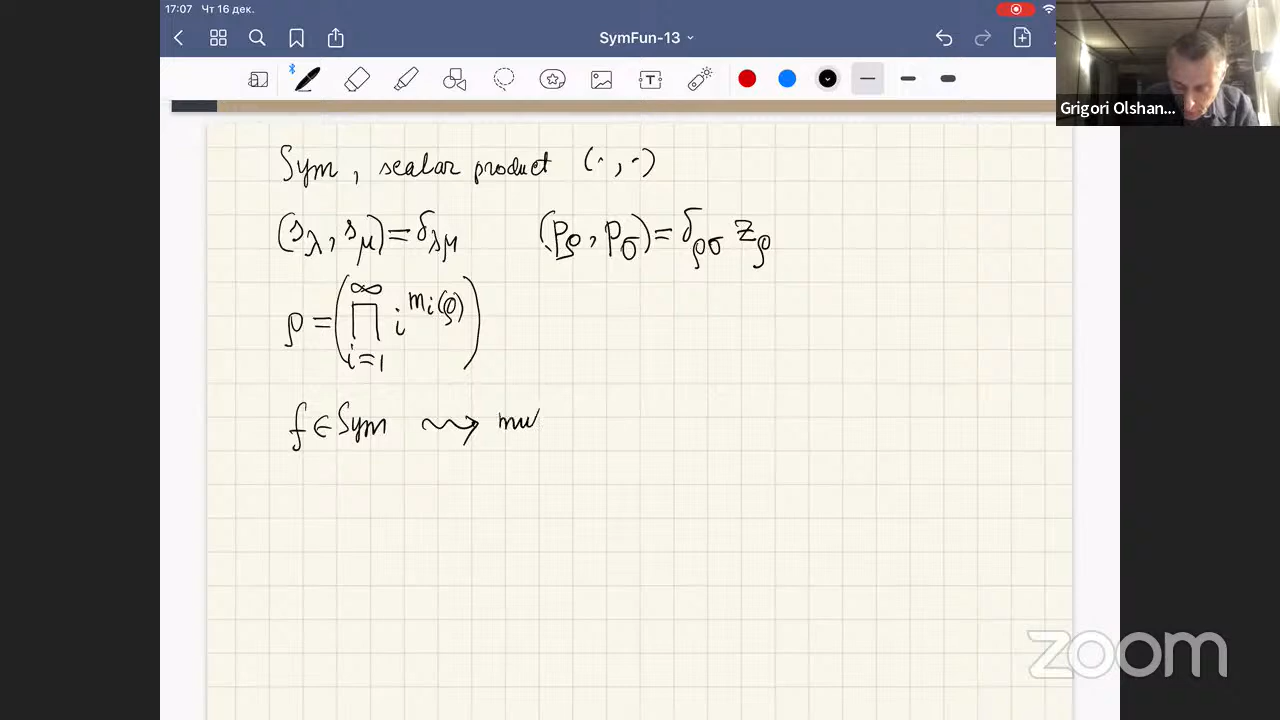 17:07 Чт 16 дек.
SymFun-13
Grigori Olshan...
Sym, scalar product (·,·)
(s_λ, s_μ) = δ_λμ (p_ρ, p_σ) = δ_ρσ z_ρ
ρ = (∏_{i=1}^{∞} i^{m_i(ρ)})
f ∈ Sym ⇝
zoom